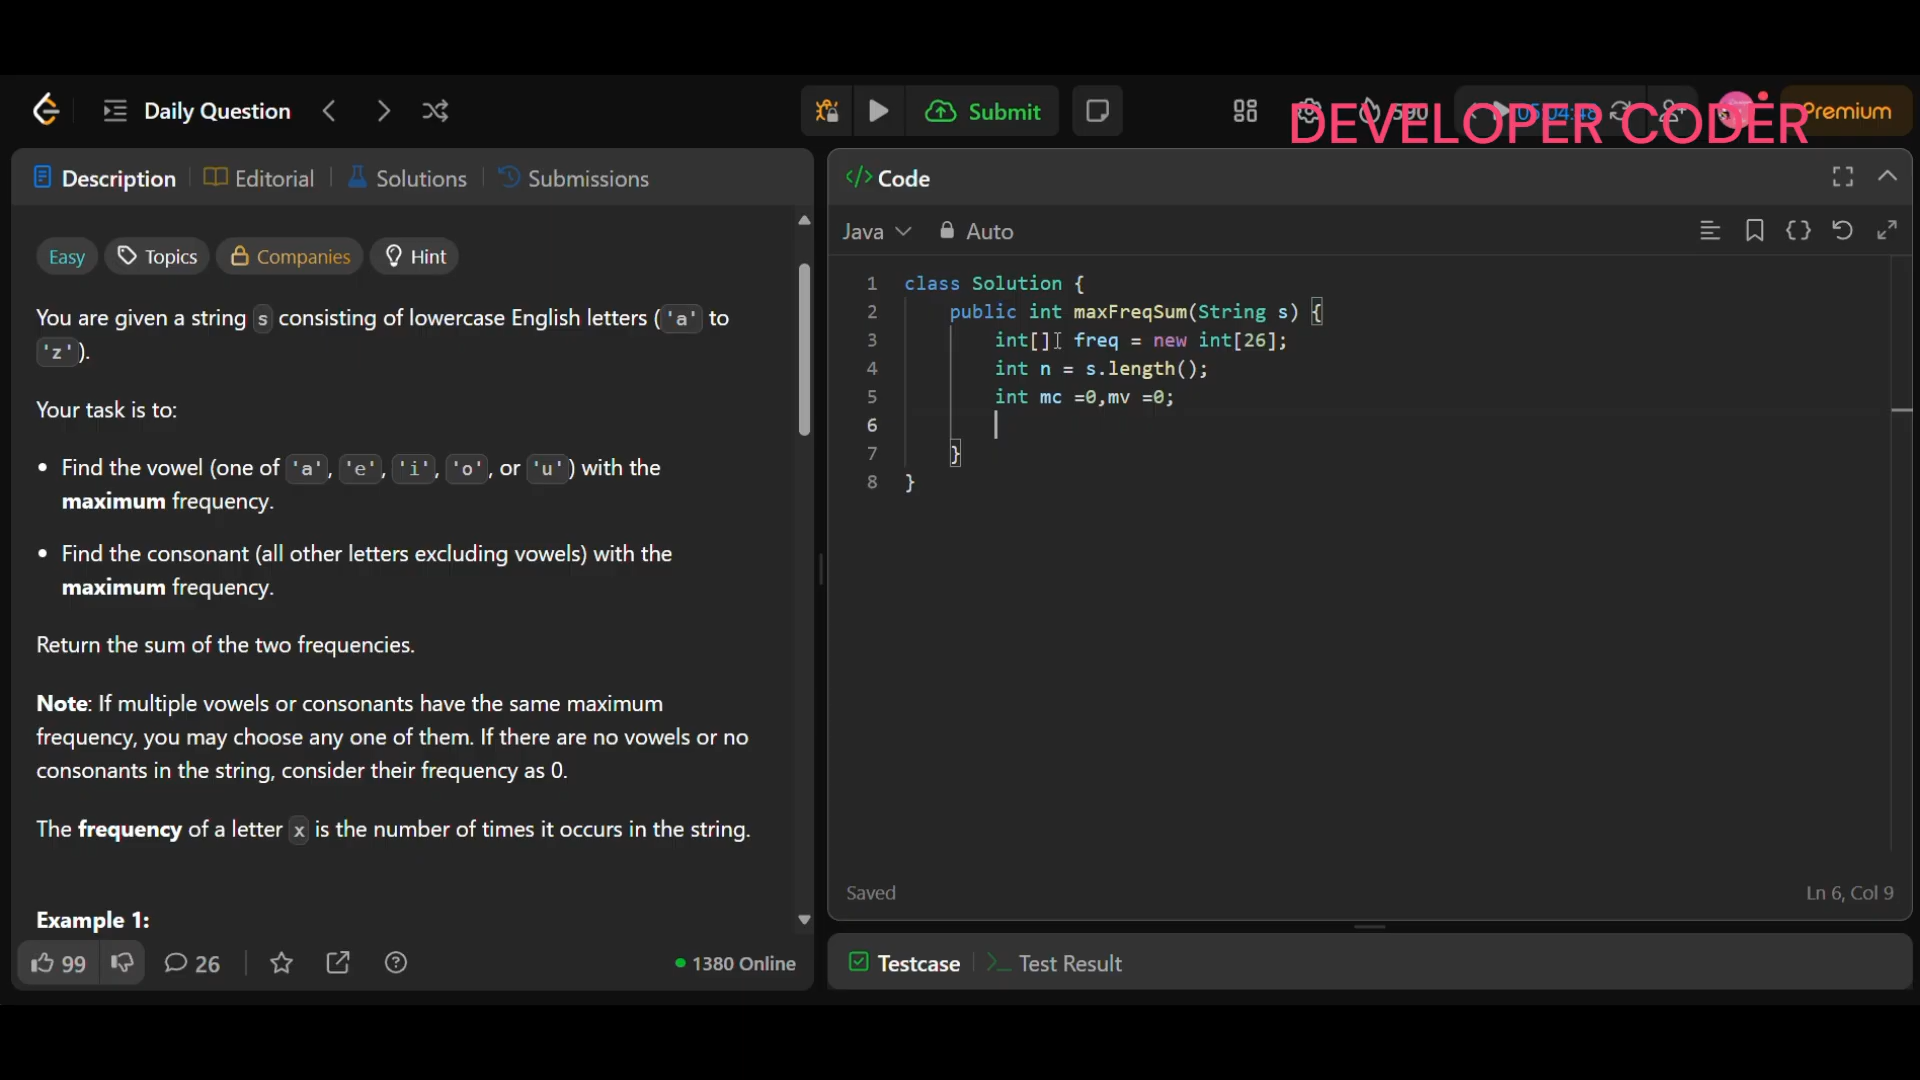 Daily Question
Submit
590
05:04:48
Premium
DEVELOPER CODER
Description
Editorial
Solutions
Submissions
Easy
Topics
Companies
Hint
You are given a string s consisting of lowercase English letters ('a' to
'z').
Your task is to:
• Find the vowel (one of 'a', 'e', 'i', 'o', or 'u') with the
maximum frequency.
• Find the consonant (all other letters excluding vowels) with the
maximum frequency.
Return the sum of the two frequencies.
Note: If multiple vowels or consonants have the same maximum
frequency, you may choose any one of them. If there are no vowels or no
consonants in the string, consider their frequency as 0.
The frequency of a letter x is the number of times it occurs in the string.
Example 1:
99
26
1380 Online
</> Code
Java
Auto
1 class Solution {
2 public int maxFreqSum(String s) {
3 int[] freq = new int[26];
4 int n = s.length();
5 int mc =0,mv =0;
6
7 }
8 }
Saved
Ln 6, Col 9
Testcase
Test Result